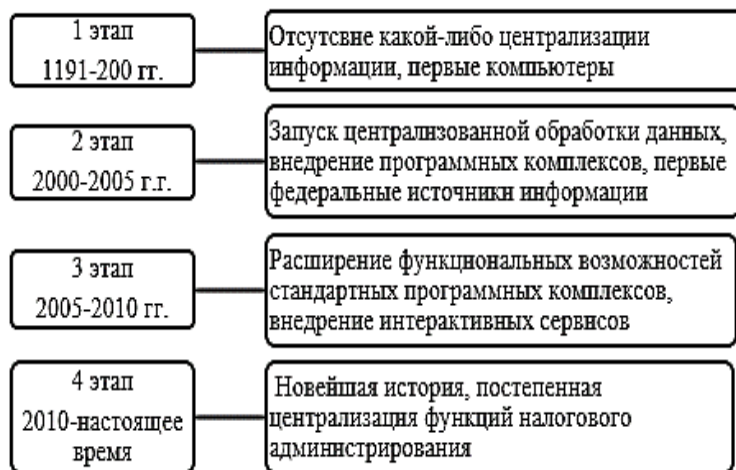 1 этап
1191-200 гг.
Отсутсвне какой-либо централизации
информации, первые компьютеры
2 этап
2000-2005 г.г.
Запуск централизованной обработки данных,
внедрение программных комплексов, первые
федеральные источники информации
3 этап
2005-2010 гг.
Расширение функциональных возможностей
стандартных программных комплексов,
внедрение интерактивных сервисов
4 этап
2010-настоящее
время
Новейшая история, постепенная
централизация функций налогового
администрирования